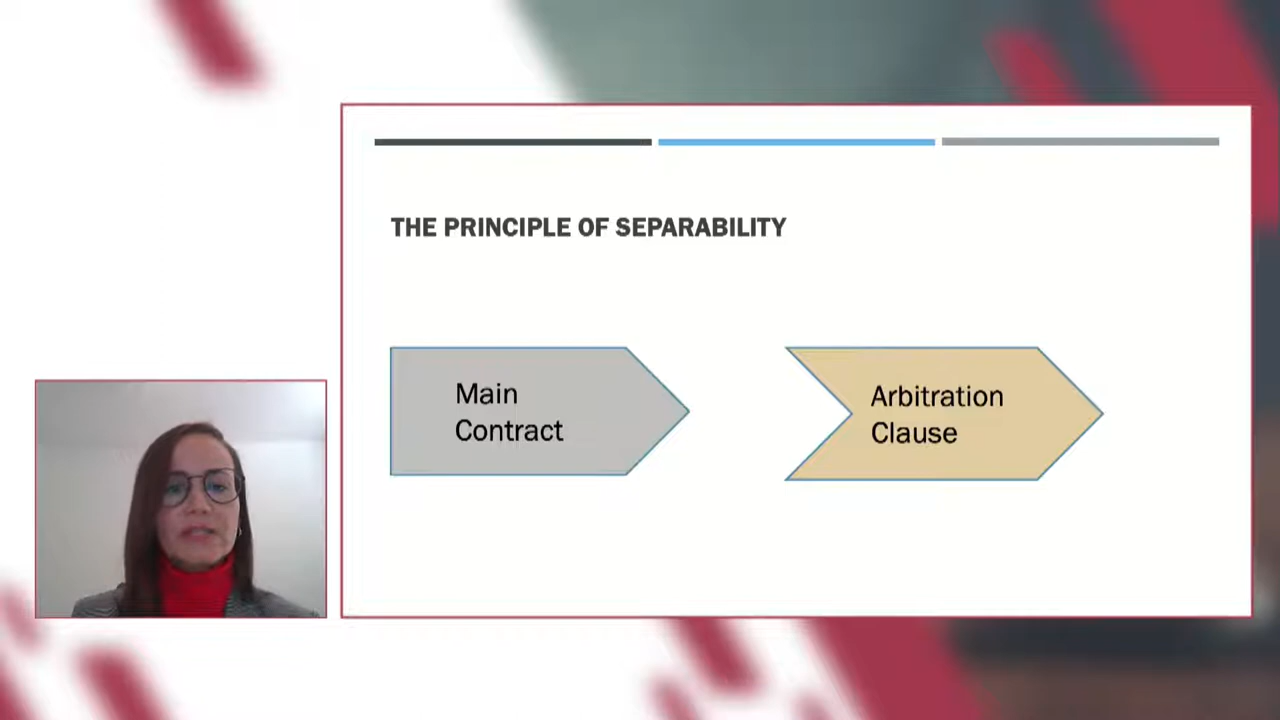 THE PRINCIPLE OF SEPARABILITY
Main
Contract
Arbitration
Clause